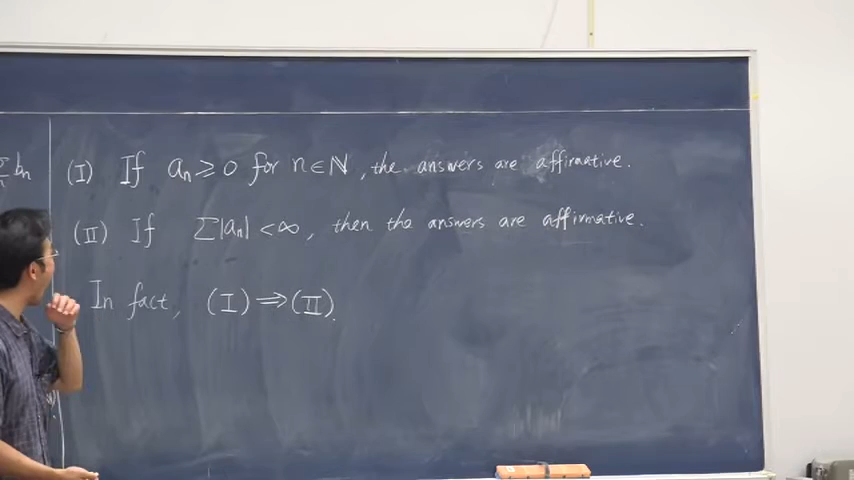 Σ bn
n
(I) If aₙ ≥ 0 for n ∈ ℕ, the answers are affirmative.
(II) If Σ|aₙ| < ∞, then the answers are affirmative.
In fact, (I) ⇒ (II).